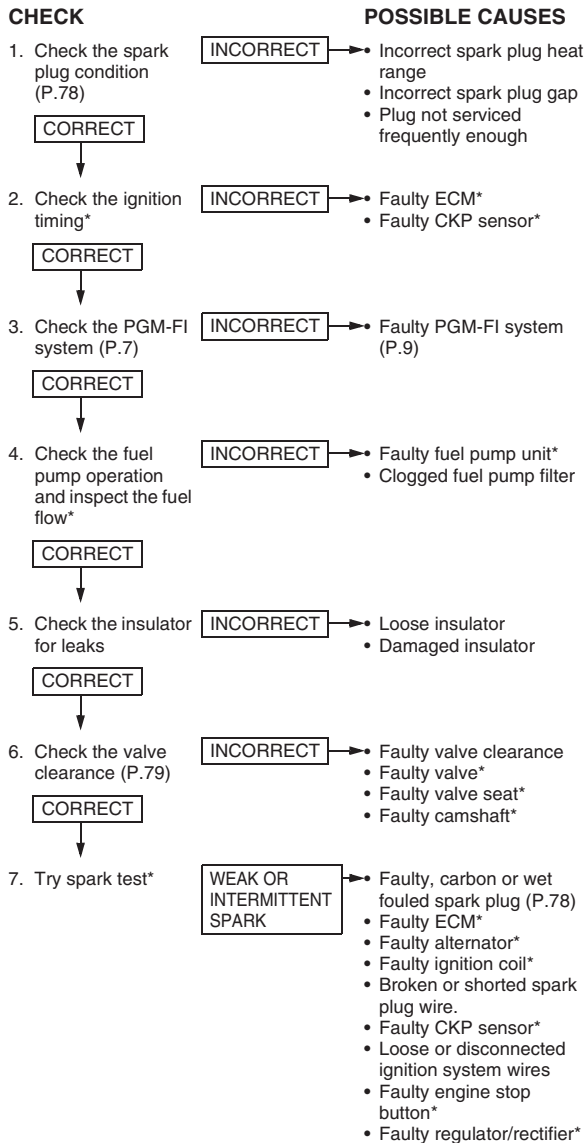 CHECK
POSSIBLE CAUSES
1. Check the spark
plug condition
(P.78)
INCORRECT
• Incorrect spark plug heat
range
• Incorrect spark plug gap
• Plug not serviced
frequently enough
CORRECT
2. Check the ignition
timing*
INCORRECT
• Faulty ECM*
• Faulty CKP sensor*
CORRECT
3. Check the PGM-FI
system (P.7)
INCORRECT
• Faulty PGM-FI system
(P.9)
CORRECT
4. Check the fuel
pump operation
and inspect the fuel
flow*
INCORRECT
• Faulty fuel pump unit*
• Clogged fuel pump filter
CORRECT
5. Check the insulator
for leaks
INCORRECT
• Loose insulator
• Damaged insulator
CORRECT
6. Check the valve
clearance (P.79)
INCORRECT
• Faulty valve clearance
• Faulty valve*
• Faulty valve seat*
• Faulty camshaft*
CORRECT
7. Try spark test*
WEAK OR
INTERMITTENT
SPARK
• Faulty, carbon or wet
fouled spark plug (P.78)
• Faulty ECM*
• Faulty alternator*
• Faulty ignition coil*
• Broken or shorted spark
plug wire.
• Faulty CKP sensor*
• Loose or disconnected
ignition system wires
• Faulty engine stop
button*
• Faulty regulator/rectifier*